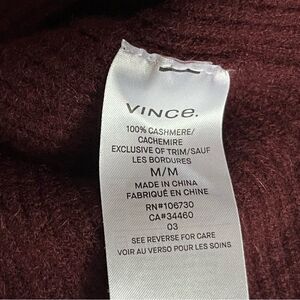 VINCE.
100% CASHMERE/
CACHEMIRE
EXCLUSIVE OF TRIM/SAUF
LES BORDURES
M/M
MADE IN CHINA
FABRIQUÉ EN CHINE
RN#106730
CA#34460
03
SEE REVERSE FOR CARE
VOIR AU VERSO POUR LES SOINS